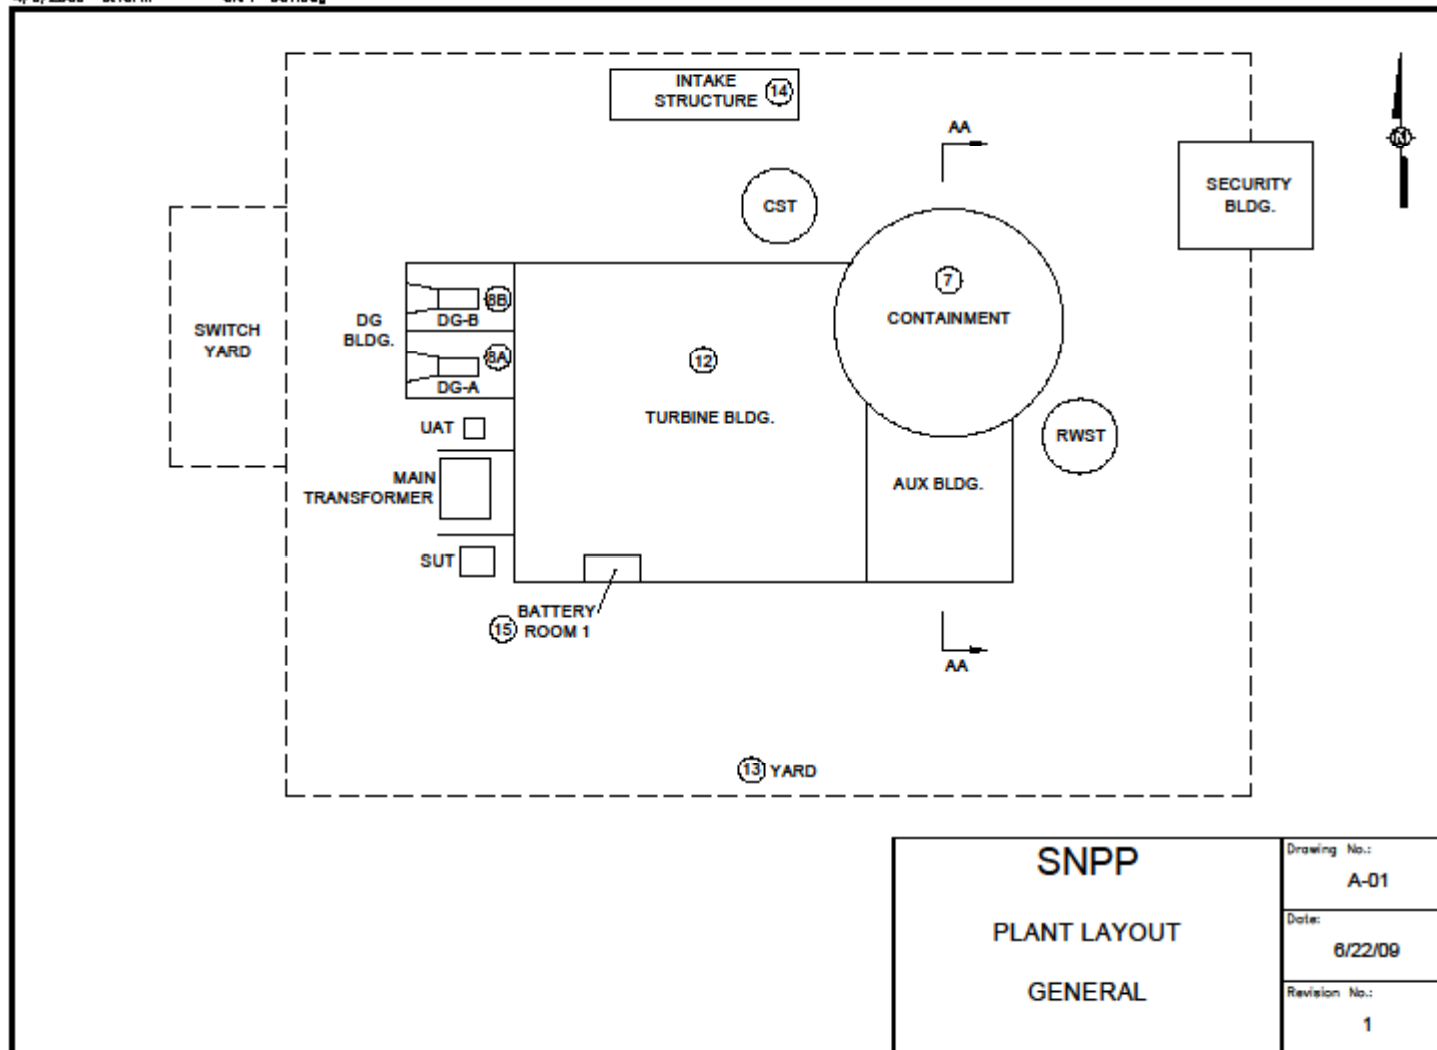 INTAKE
STRUCTURE 14
AA
N
CST
SECURITY
BLDG.
7
CONTAINMENT
SWITCH
YARD
DG
BLDG.
8B
DG-B
8A
DG-A
12
TURBINE BLDG.
UAT
RWST
MAIN
TRANSFORMER
AUX BLDG.
SUT
BATTERY
15 ROOM 1
AA
13 YARD
SNPP
PLANT LAYOUT
GENERAL
Drawing No.:
A-01
Date:
6/22/09
Revision No.:
1